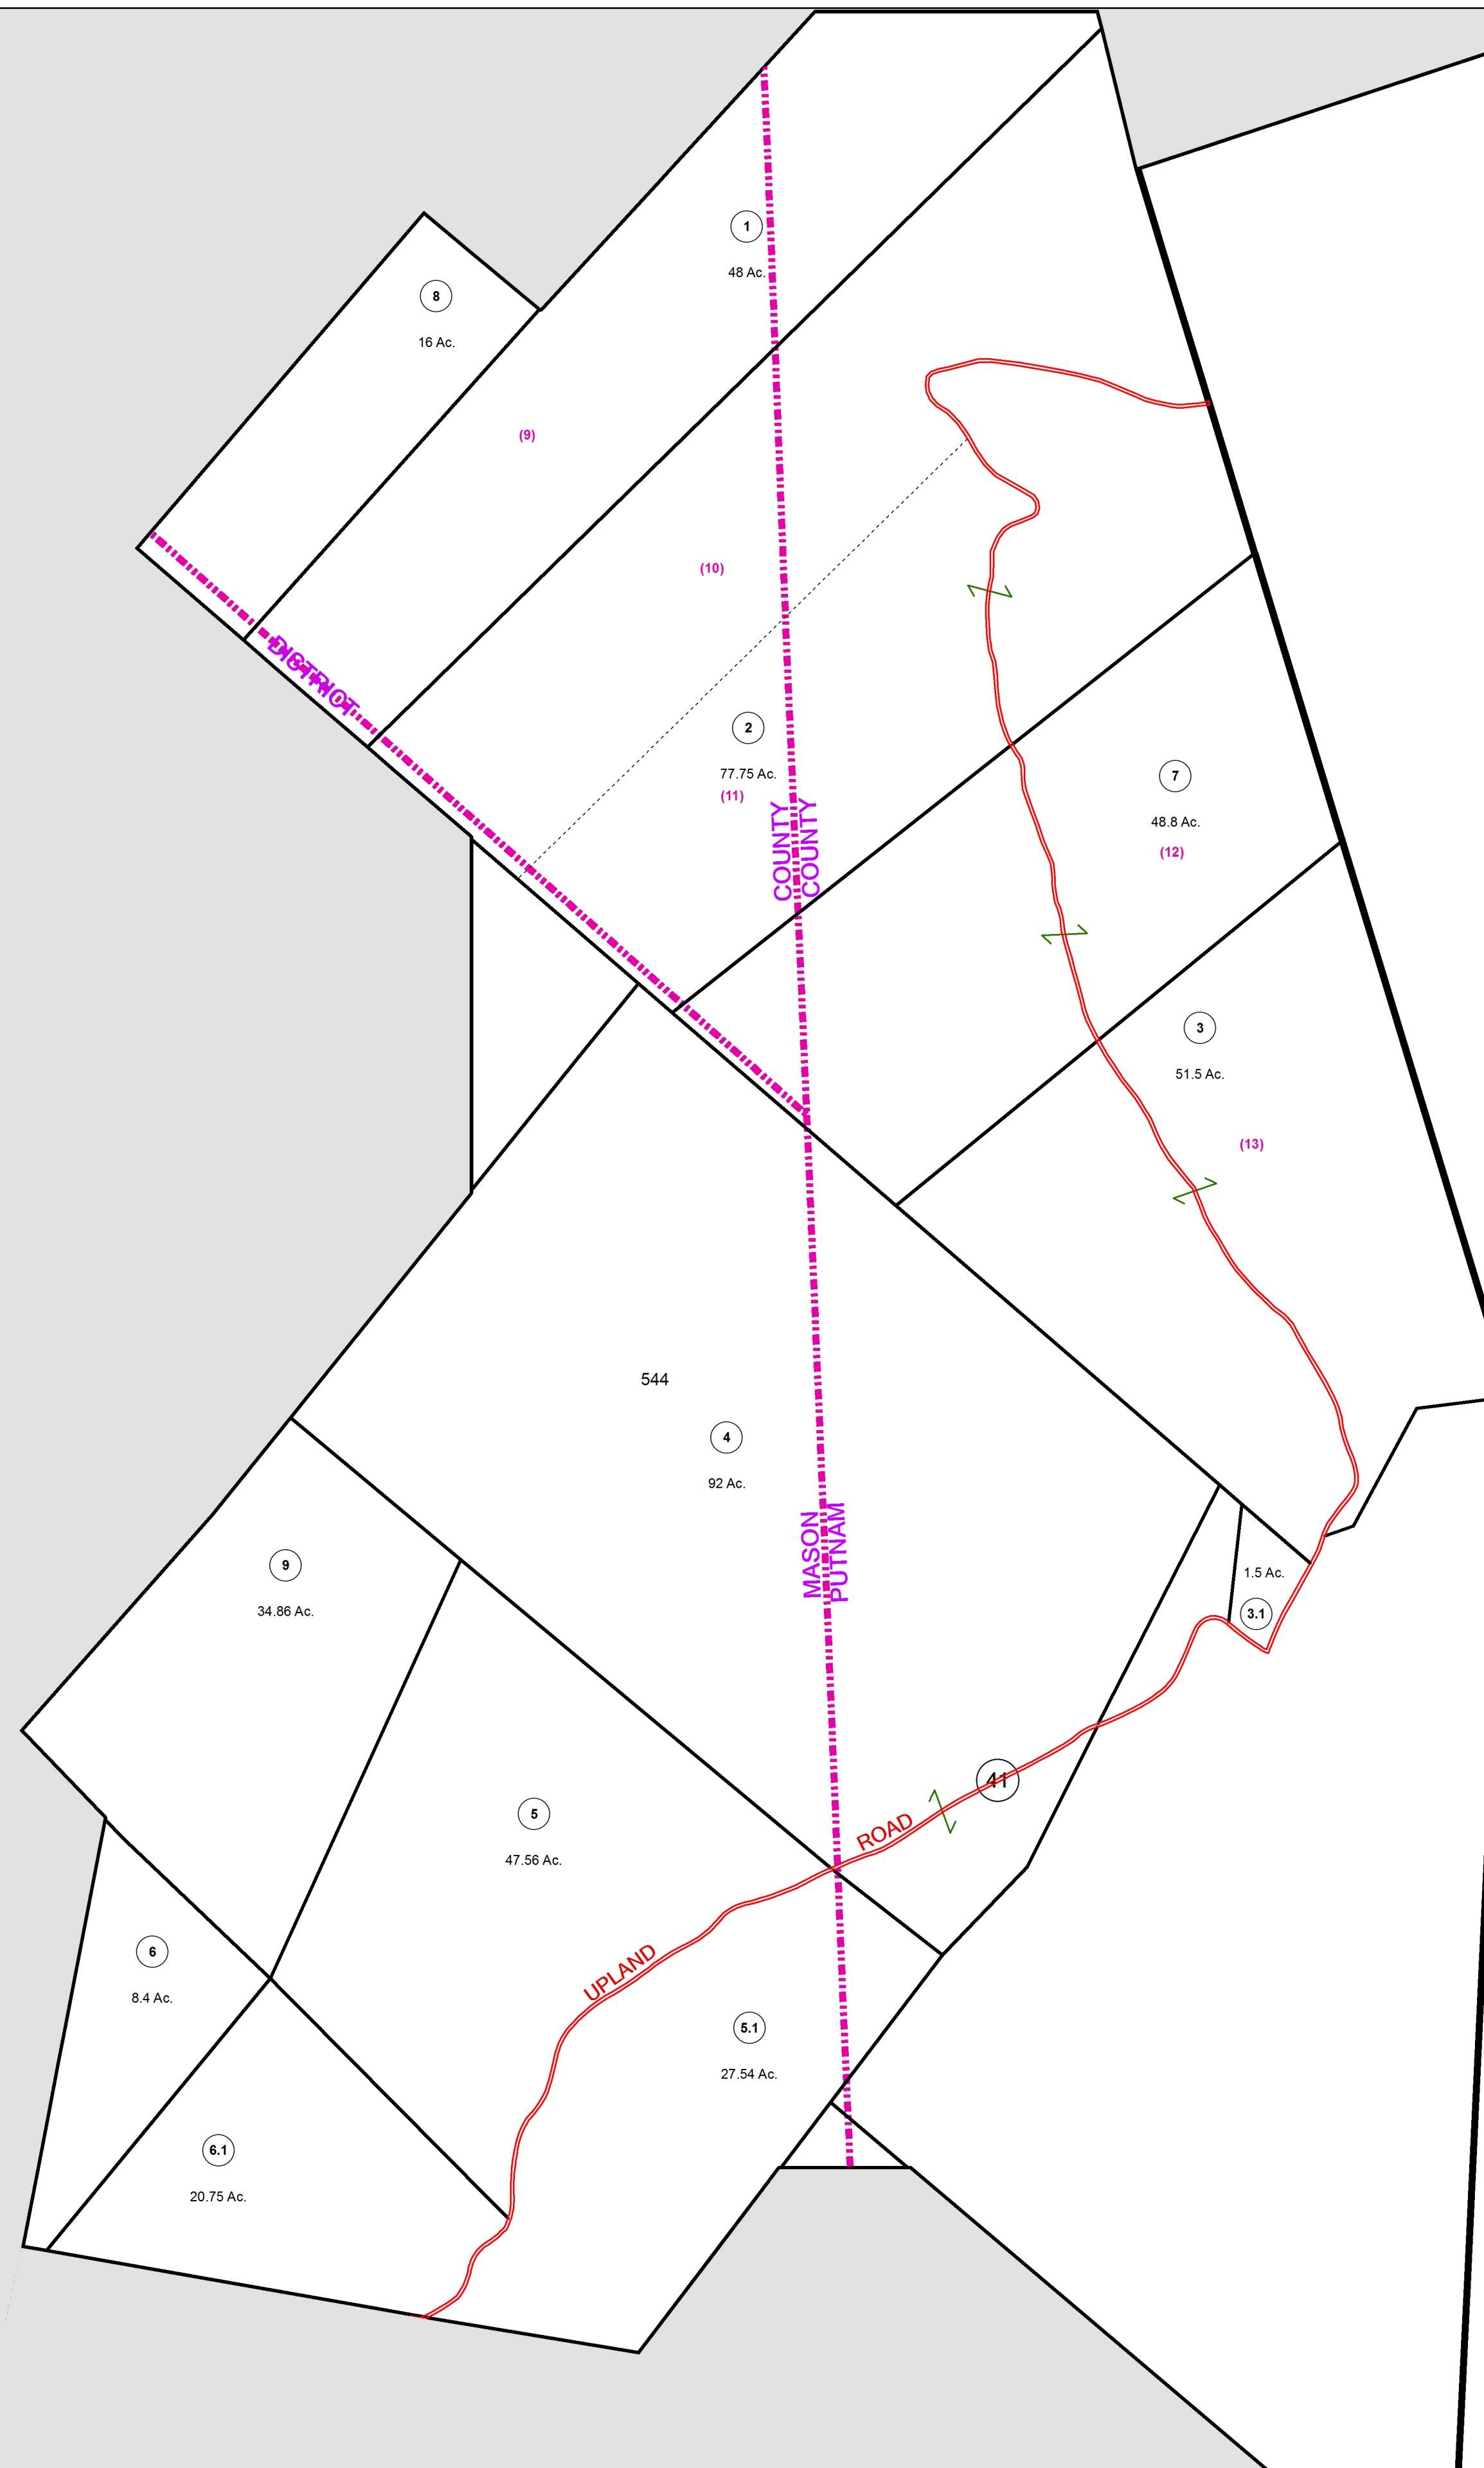 1
48 Ac.
8
16 Ac.
(9)
(10)
DISTRICT
2
77.75 Ac.
(11)
COUNTY
COUNTY
7
48.8 Ac.
(12)
3
51.5 Ac.
(13)
544
4
92 Ac.
MASON
PUTNAM
9
34.86 Ac.
1.5 Ac.
3.1
41
ROAD
5
47.56 Ac.
UPLAND
6
8.4 Ac.
5.1
27.54 Ac.
6.1
20.75 Ac.